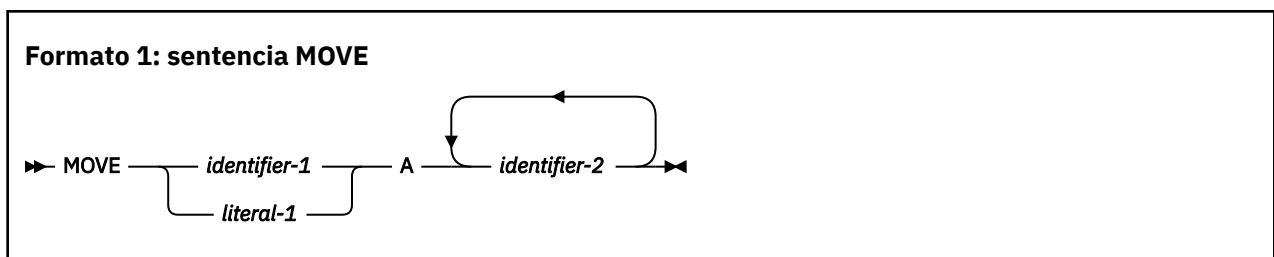 Formato 1: sentencia MOVE
MOVE identifier-1 A identifier-2
literal-1